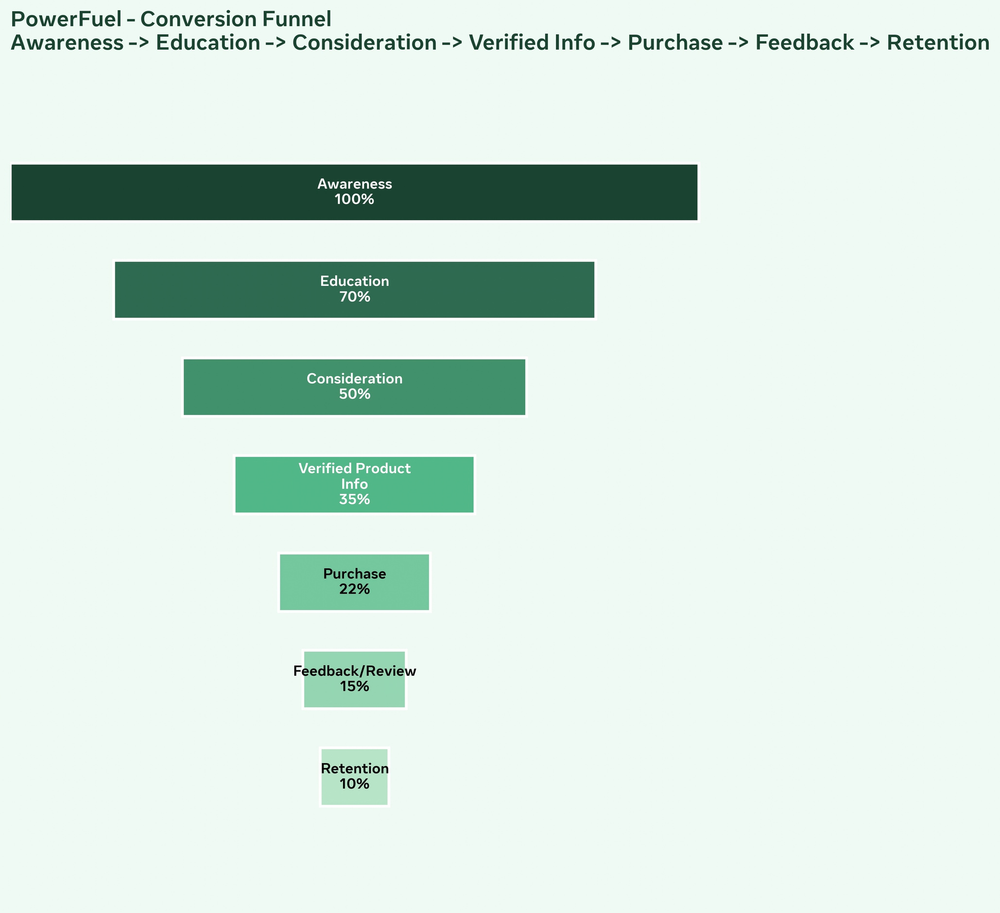 PowerFuel – Conversion Funnel
Awareness -> Education -> Consideration -> Verified Info -> Purchase -> Feedback -> Retention
Awareness
100%
Education
70%
Consideration
50%
Verified Product
Info
35%
Purchase
22%
Feedback/Review
15%
Retention
10%